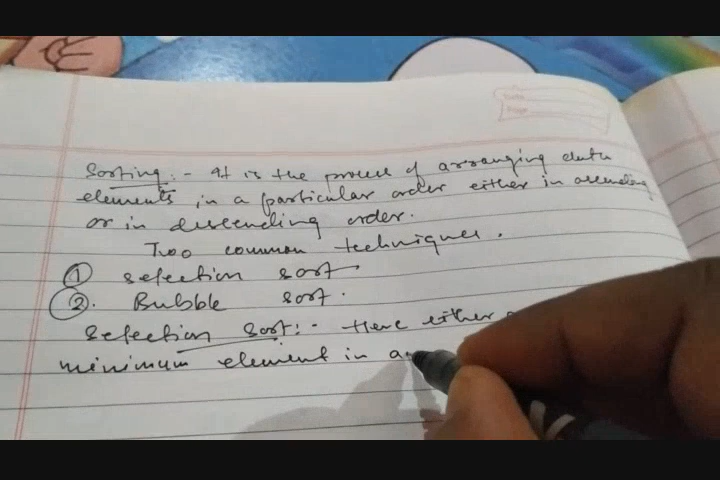 Sorting :- It is the process of arranging data
elements in a particular order either in ascending
or in descending order.
Two common techniques.
① Selection sort
②. Bubble sort.
Selection Sort:- Here either
minimum element in a